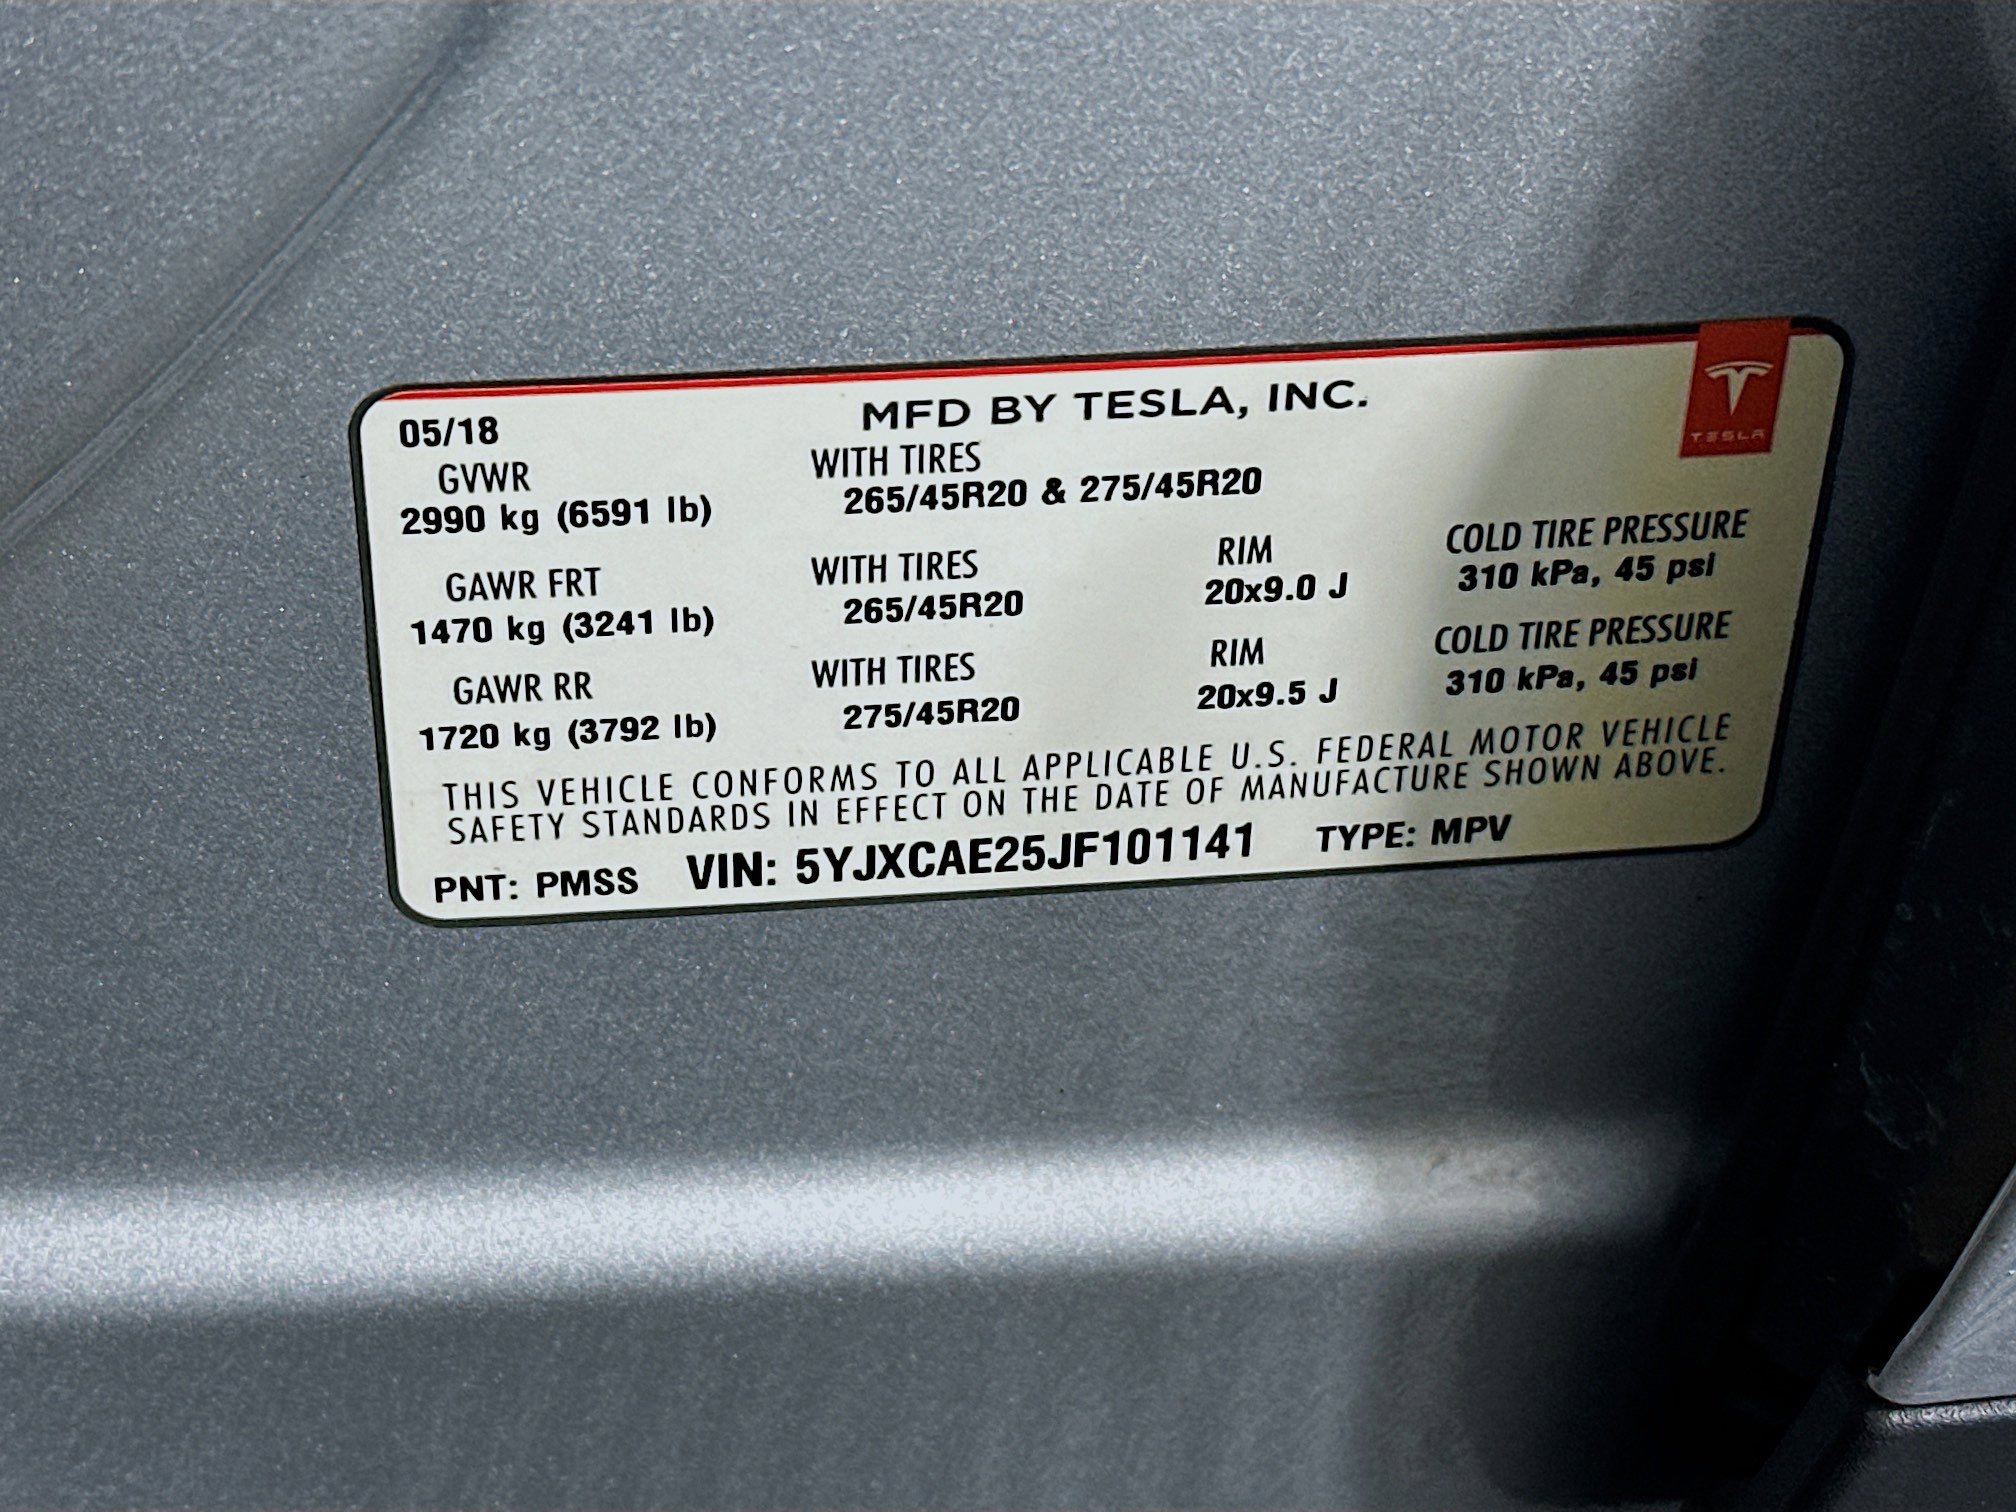 05/18 MFD BY TESLA, INC.
TESLA
GVWR WITH TIRES
2990 kg (6591 lb) 265/45R20 & 275/45R20
GAWR FRT WITH TIRES RIM COLD TIRE PRESSURE
1470 kg (3241 lb) 265/45R20 20x9.0 J 310 kPa, 45 psi
GAWR RR WITH TIRES RIM COLD TIRE PRESSURE
1720 kg (3792 lb) 275/45R20 20x9.5 J 310 kPa, 45 psi
THIS VEHICLE CONFORMS TO ALL APPLICABLE U.S. FEDERAL MOTOR VEHICLE
SAFETY STANDARDS IN EFFECT ON THE DATE OF MANUFACTURE SHOWN ABOVE.
PNT: PMSS VIN: 5YJXCAE25JF101141 TYPE: MPV